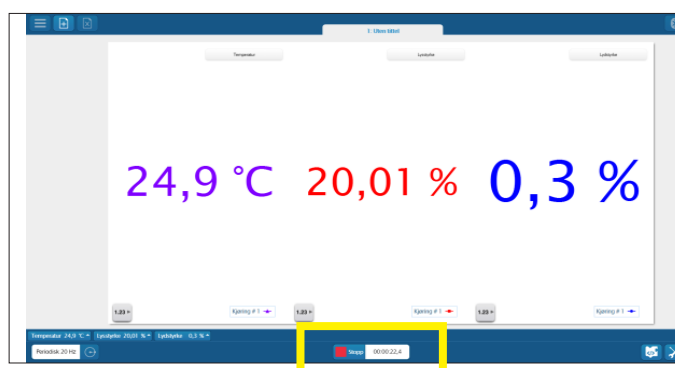 1. Uten tittel
Temperatur
Lysstyrke
Lydstyrke
24,9 °C
20,01 %
0,3 %
1.23
Kjøring # 1
1.23
Kjøring # 1
1.23
Kjøring # 1
Temperatur 24,9 °C
Lysstyrke 20,01 %
Lydstyrke 0,3 %
Periodisk 20 Hz
Stopp
00:00:22.4